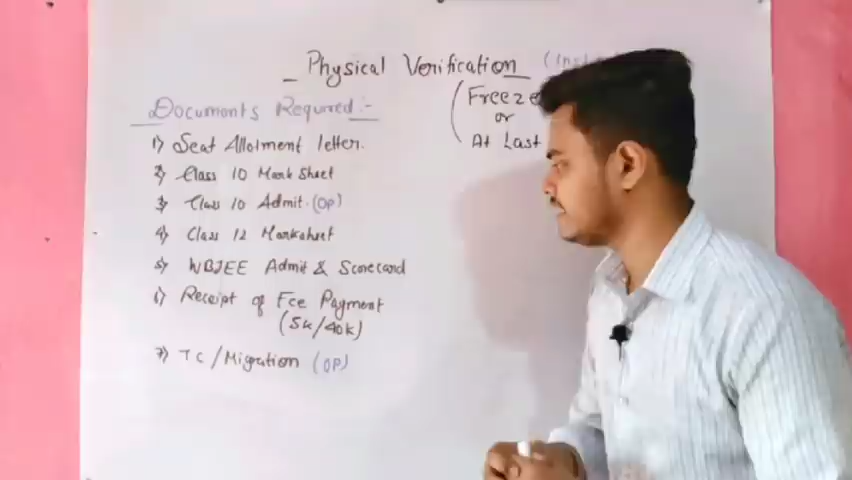 Physical Verification
Documents Required :-
(Freeze
or
At Last
1) Seat Allotment letter.
2) Class 10 Mark Sheet
3) Class 10 Admit (OP)
4) Class 12 Marksheet
5) WBJEE Admit & Scorecard
6) Receipt of Fee Payment
(5k/40k)
7) TC/Migration (OP)